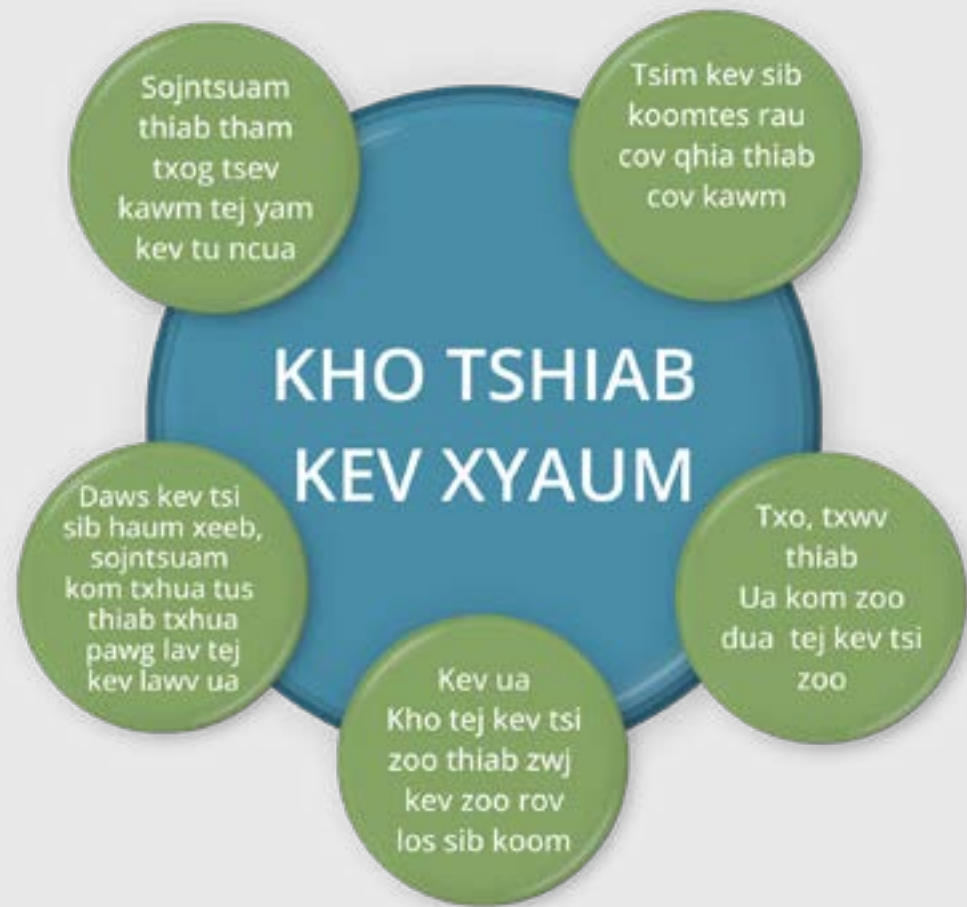 Sojntsuam
thiab tham
txog tsev
kawm tej yam
kev tu ncua
Tsim kev sib
koomtes rau
cov qhia thiab
cov kawm
KHO TSHIAB
KEV XYAUM
Daws kev tsi
sib haum xeeb,
sojntsuam
kom txhua tus
thiab txhua
pawg lav tej
kev lawv ua
Txo, txwv
thiab
Ua kom zoo
dua tej kev tsi
zoo
Kev ua
Kho tej kev tsi
zoo thiab zwj
kev zoo rov
los sib koom